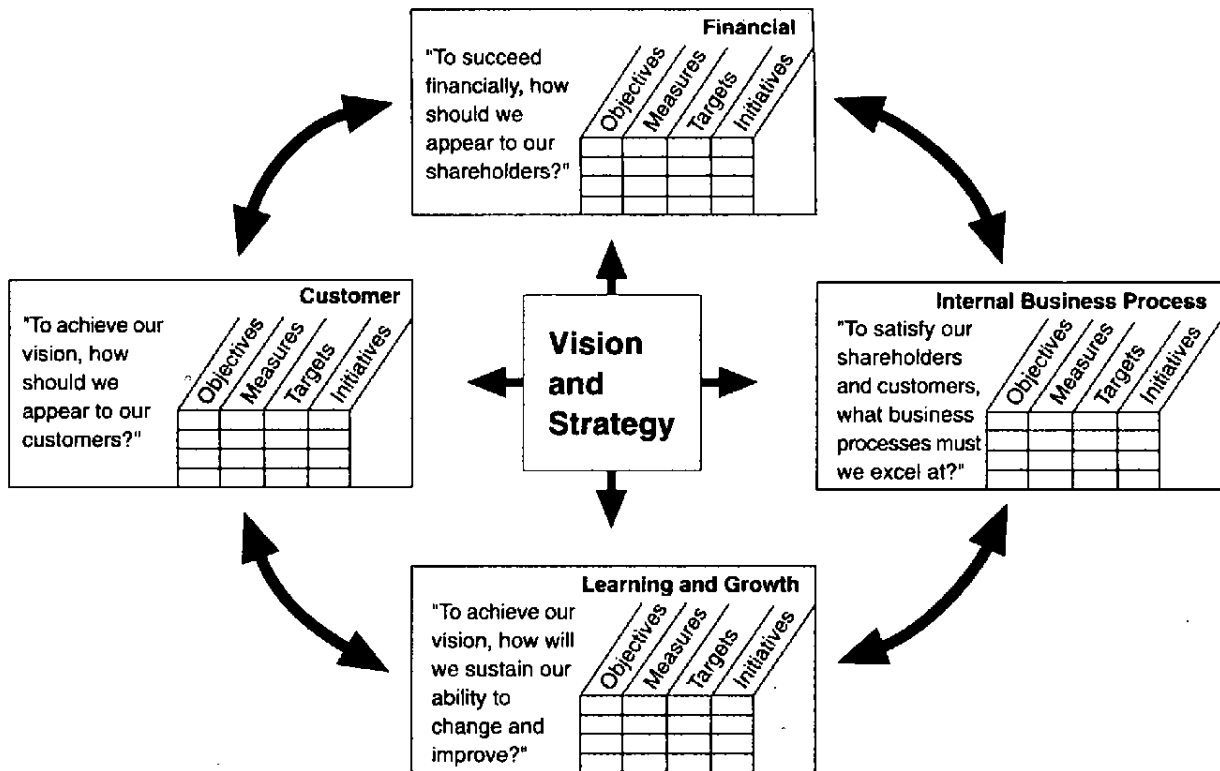 Financial
"To succeed
financially, how
should we
appear to our
shareholders?"
Objectives
Measures
Targets
Initiatives
Customer
"To achieve our
vision, how
should we
appear to our
customers?"
Objectives
Measures
Targets
Initiatives
Vision
and
Strategy
Internal Business Process
"To satisfy our
shareholders
and customers,
what business
processes must
we excel at?"
Objectives
Measures
Targets
Initiatives
Learning and Growth
"To achieve our
vision, how will
we sustain our
ability to
change and
improve?"
Objectives
Measures
Targets
Initiatives